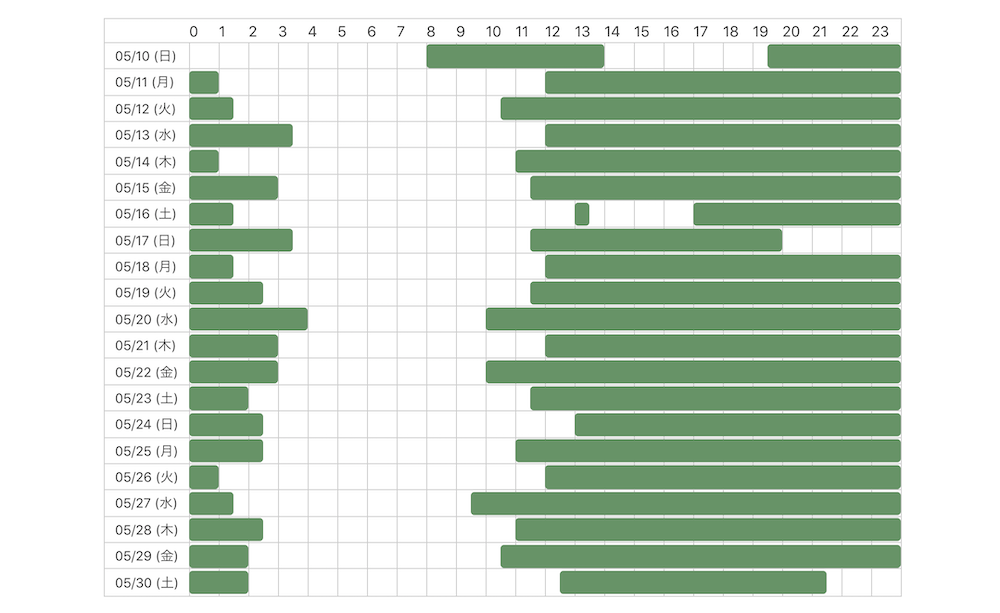 0 1 2 3 4 5 6 7 8 9 10 11 12 13 14 15 16 17 18 19 20 21 22 23
05/10 (日)
05/11 (月)
05/12 (火)
05/13 (水)
05/14 (木)
05/15 (金)
05/16 (土)
05/17 (日)
05/18 (月)
05/19 (火)
05/20 (水)
05/21 (木)
05/22 (金)
05/23 (土)
05/24 (日)
05/25 (月)
05/26 (火)
05/27 (水)
05/28 (木)
05/29 (金)
05/30 (土)